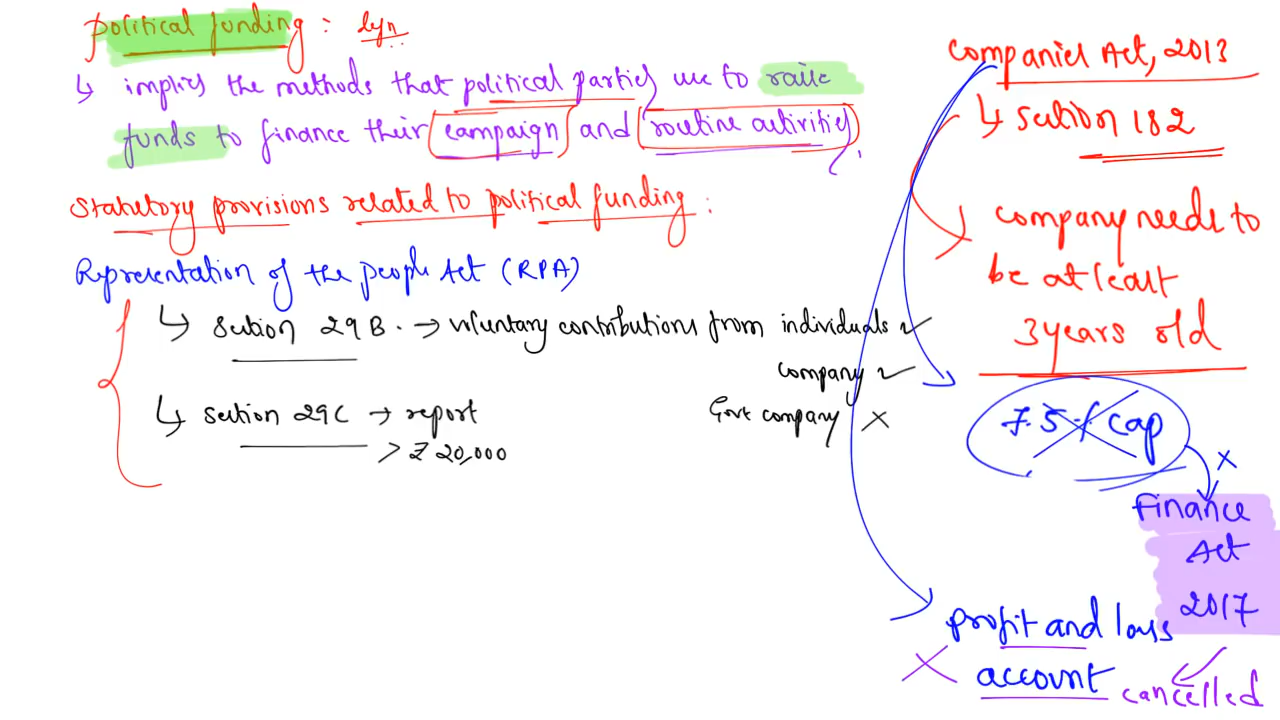 political funding : defn
↳ implies the methods that political parties use to raise
funds to finance their campaign and routine activities.
Statutory provisions related to political funding :
Representation of the people Act (RPA)
↳ Section 29 B. → voluntary contributions from individuals ✓
company ✓
Govt company ✗
↳ Section 29C → report
> ₹ 20,000
Companies Act, 2013
↳ Section 182
company needs to
be at least
3 years old
7.5% Cap
✗
Finance
Act
2017
profit and loss
✗ account cancelled